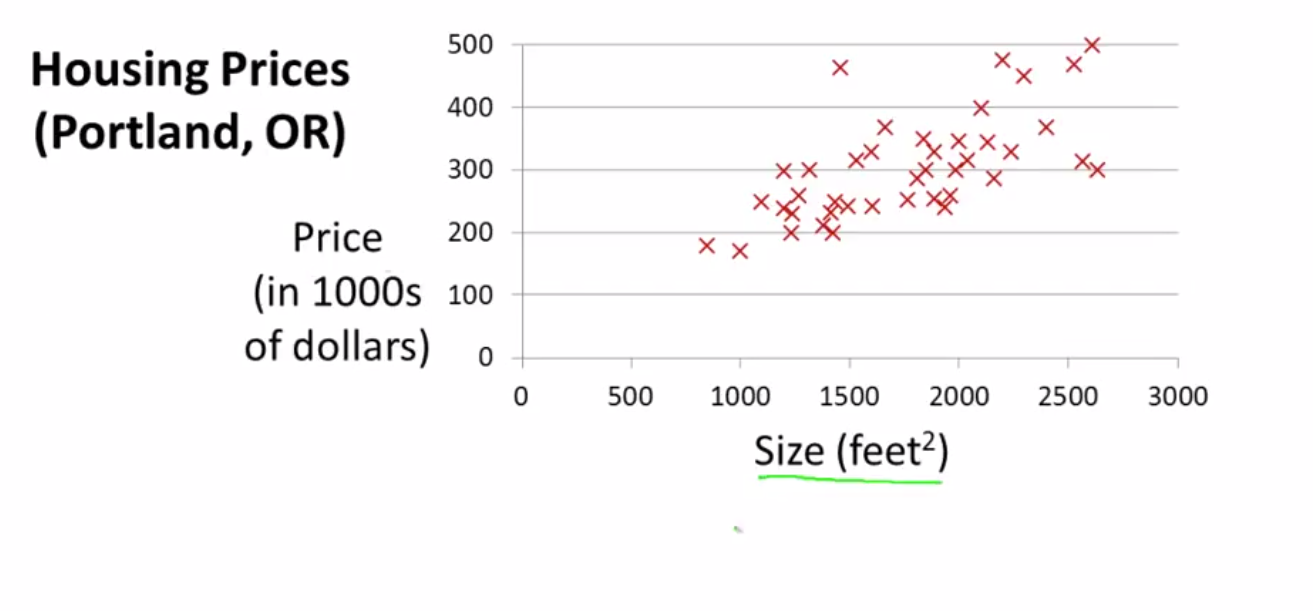 Housing Prices
(Portland, OR)
Price
(in 1000s
of dollars)
500
400
300
200
100
0
0 500 1000 1500 2000 2500 3000
Size (feet²)